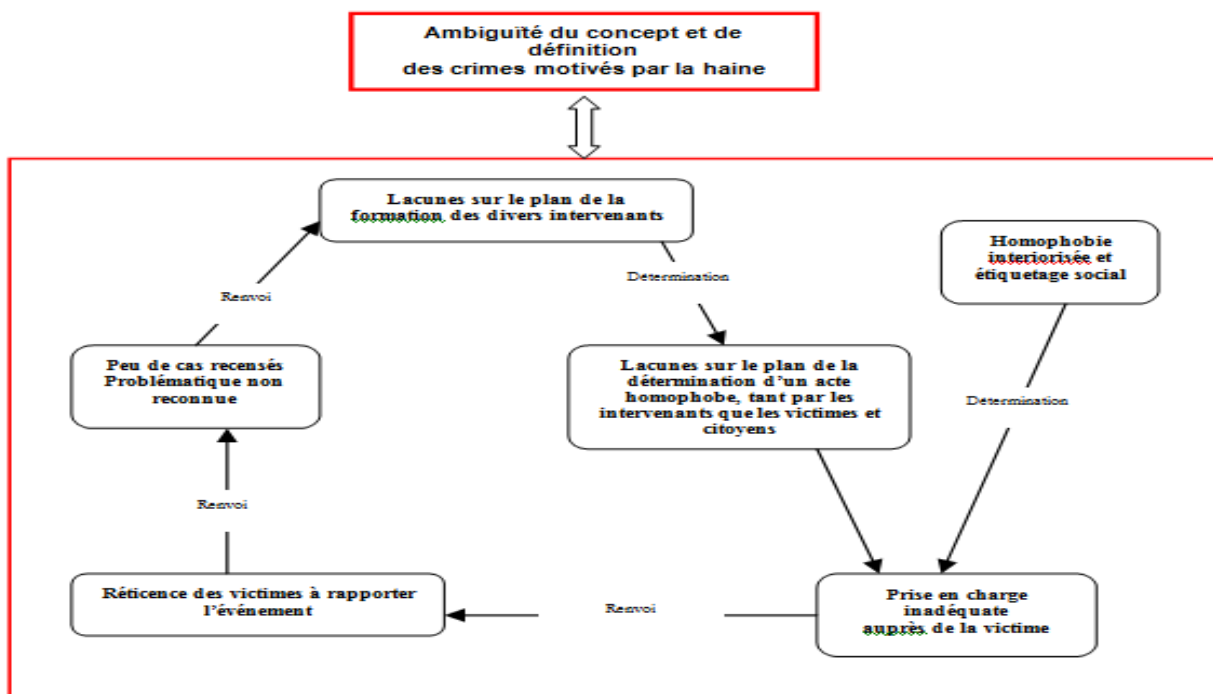 Ambiguïté du concept et de
définition
des crimes motivés par la haine
Lacunes sur le plan de la
formation des divers intervenants
Homophobie
interiorisée et
étiquetage social
Détermination
Renvoi
Peu de cas recensés
Problématique non
reconnue
Lacunes sur le plan de la
détermination d'un acte
homophobe, tant par les
intervenants que les victimes et
citoyens
Détermination
Renvoi
Réticence des victimes à rapporter
l'événement
Renvoi
Prise en charge
inadéquate
auprès de la victime